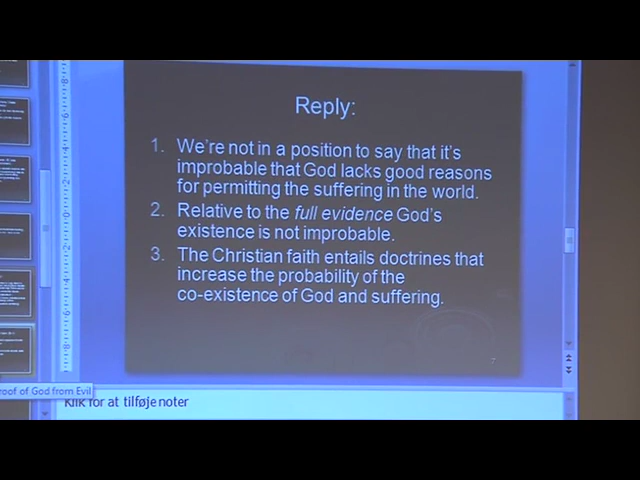 Reply:
1. We're not in a position to say that it's
improbable that God lacks good reasons
for permitting the suffering in the world.
2. Relative to the full evidence God's
existence is not improbable.
3. The Christian faith entails doctrines that
increase the probability of the
co-existence of God and suffering.
7
roof of God from Evil
Klik for at tilføje noter